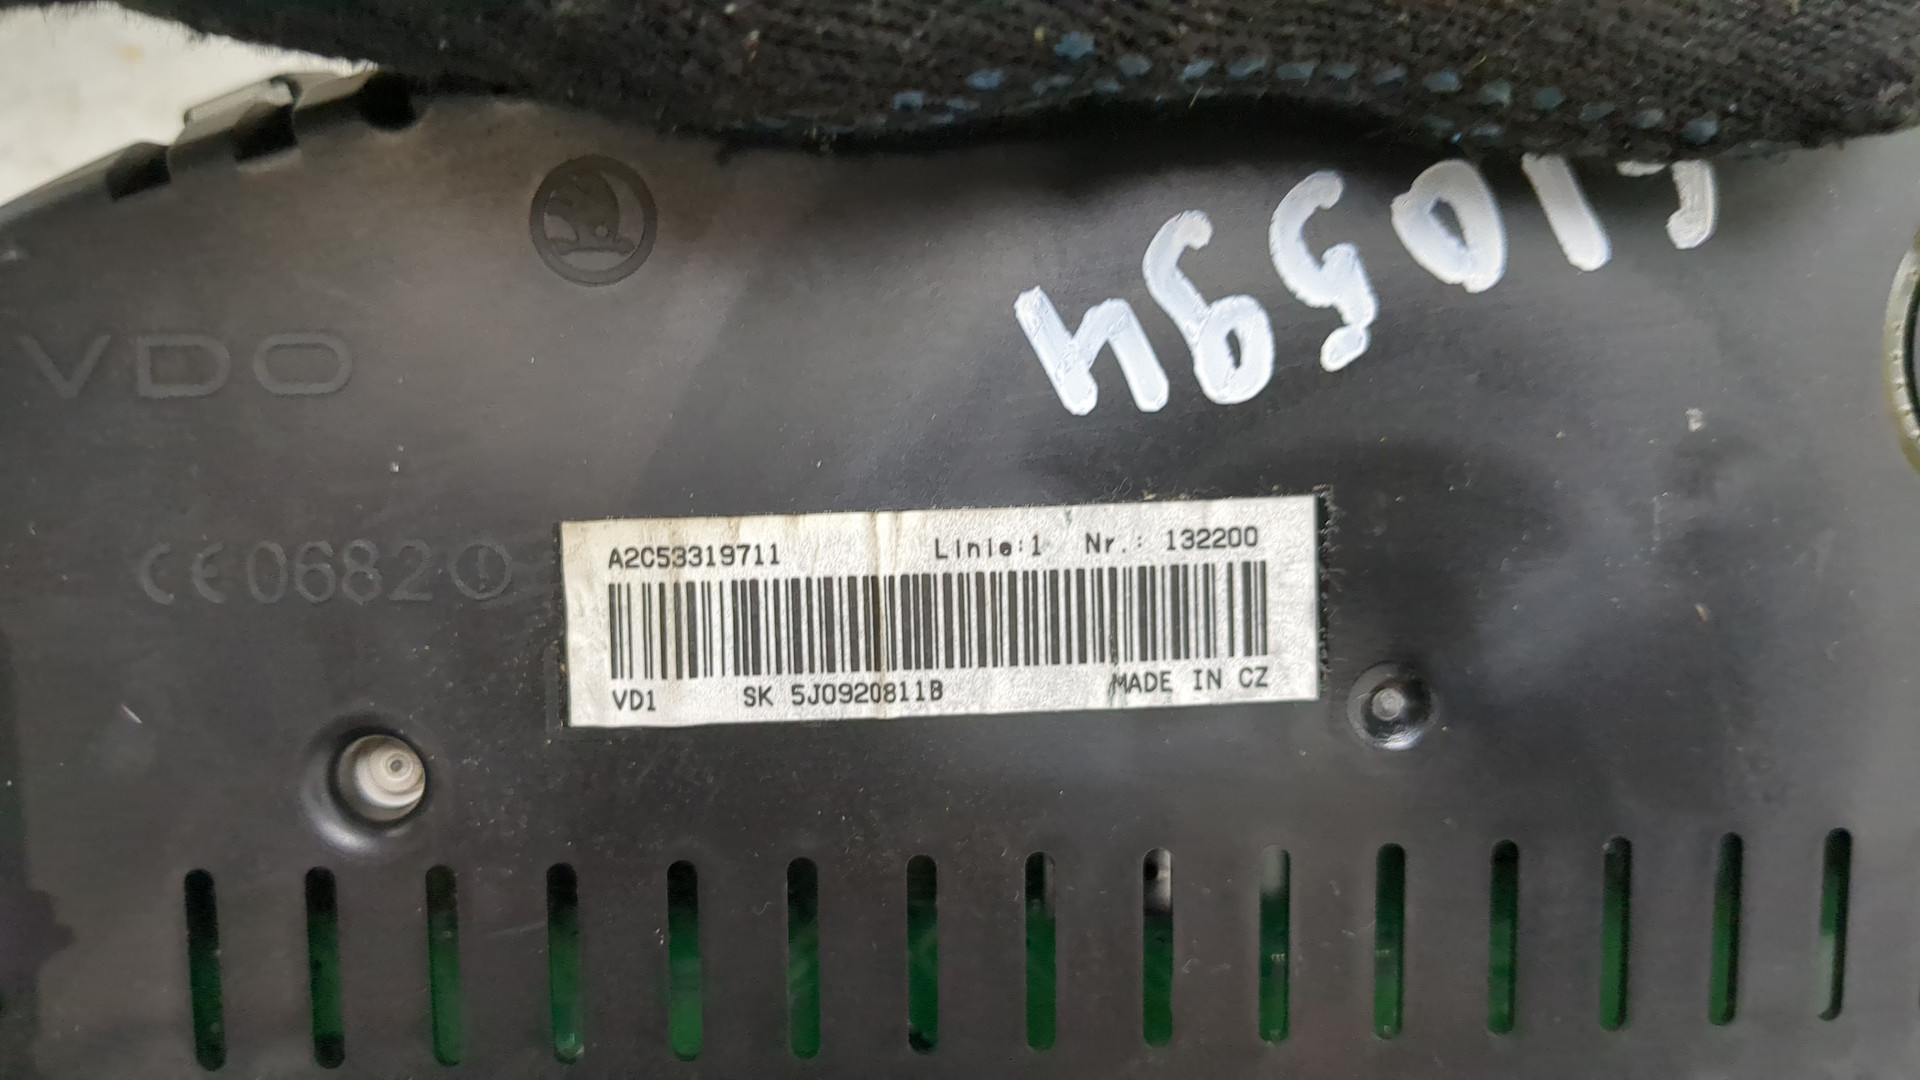 VDO
CE0682
A2C53319711 Linie:1 Nr.: 132200
VD1 SK 5J0920811B MADE IN CZ